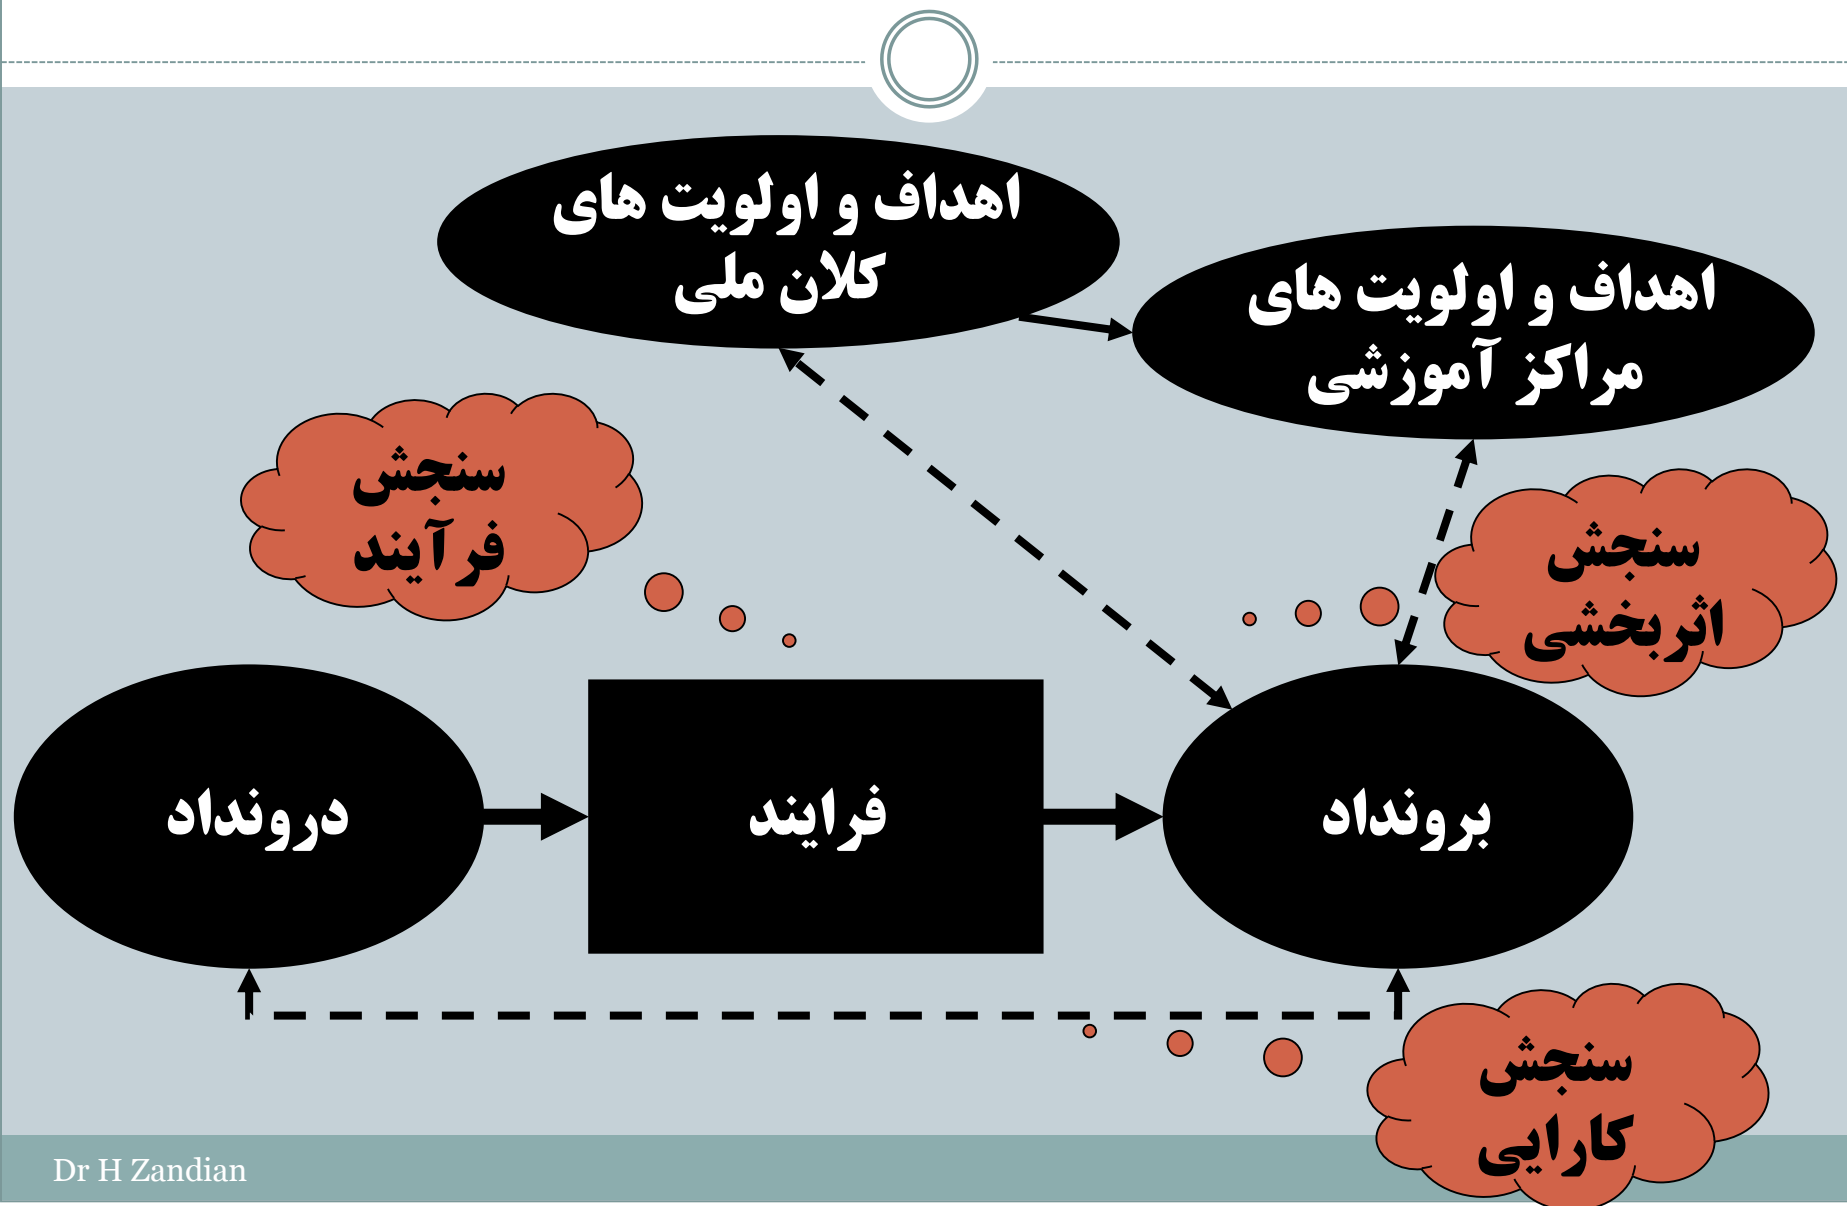 اهداف و اولویت های
کلان ملی
اهداف و اولویت های
مراکز آموزشی
سنجش
فرآیند
سنجش
اثربخشی
درونداد
فرایند
برونداد
سنجش
کارایی
Dr H Zandian